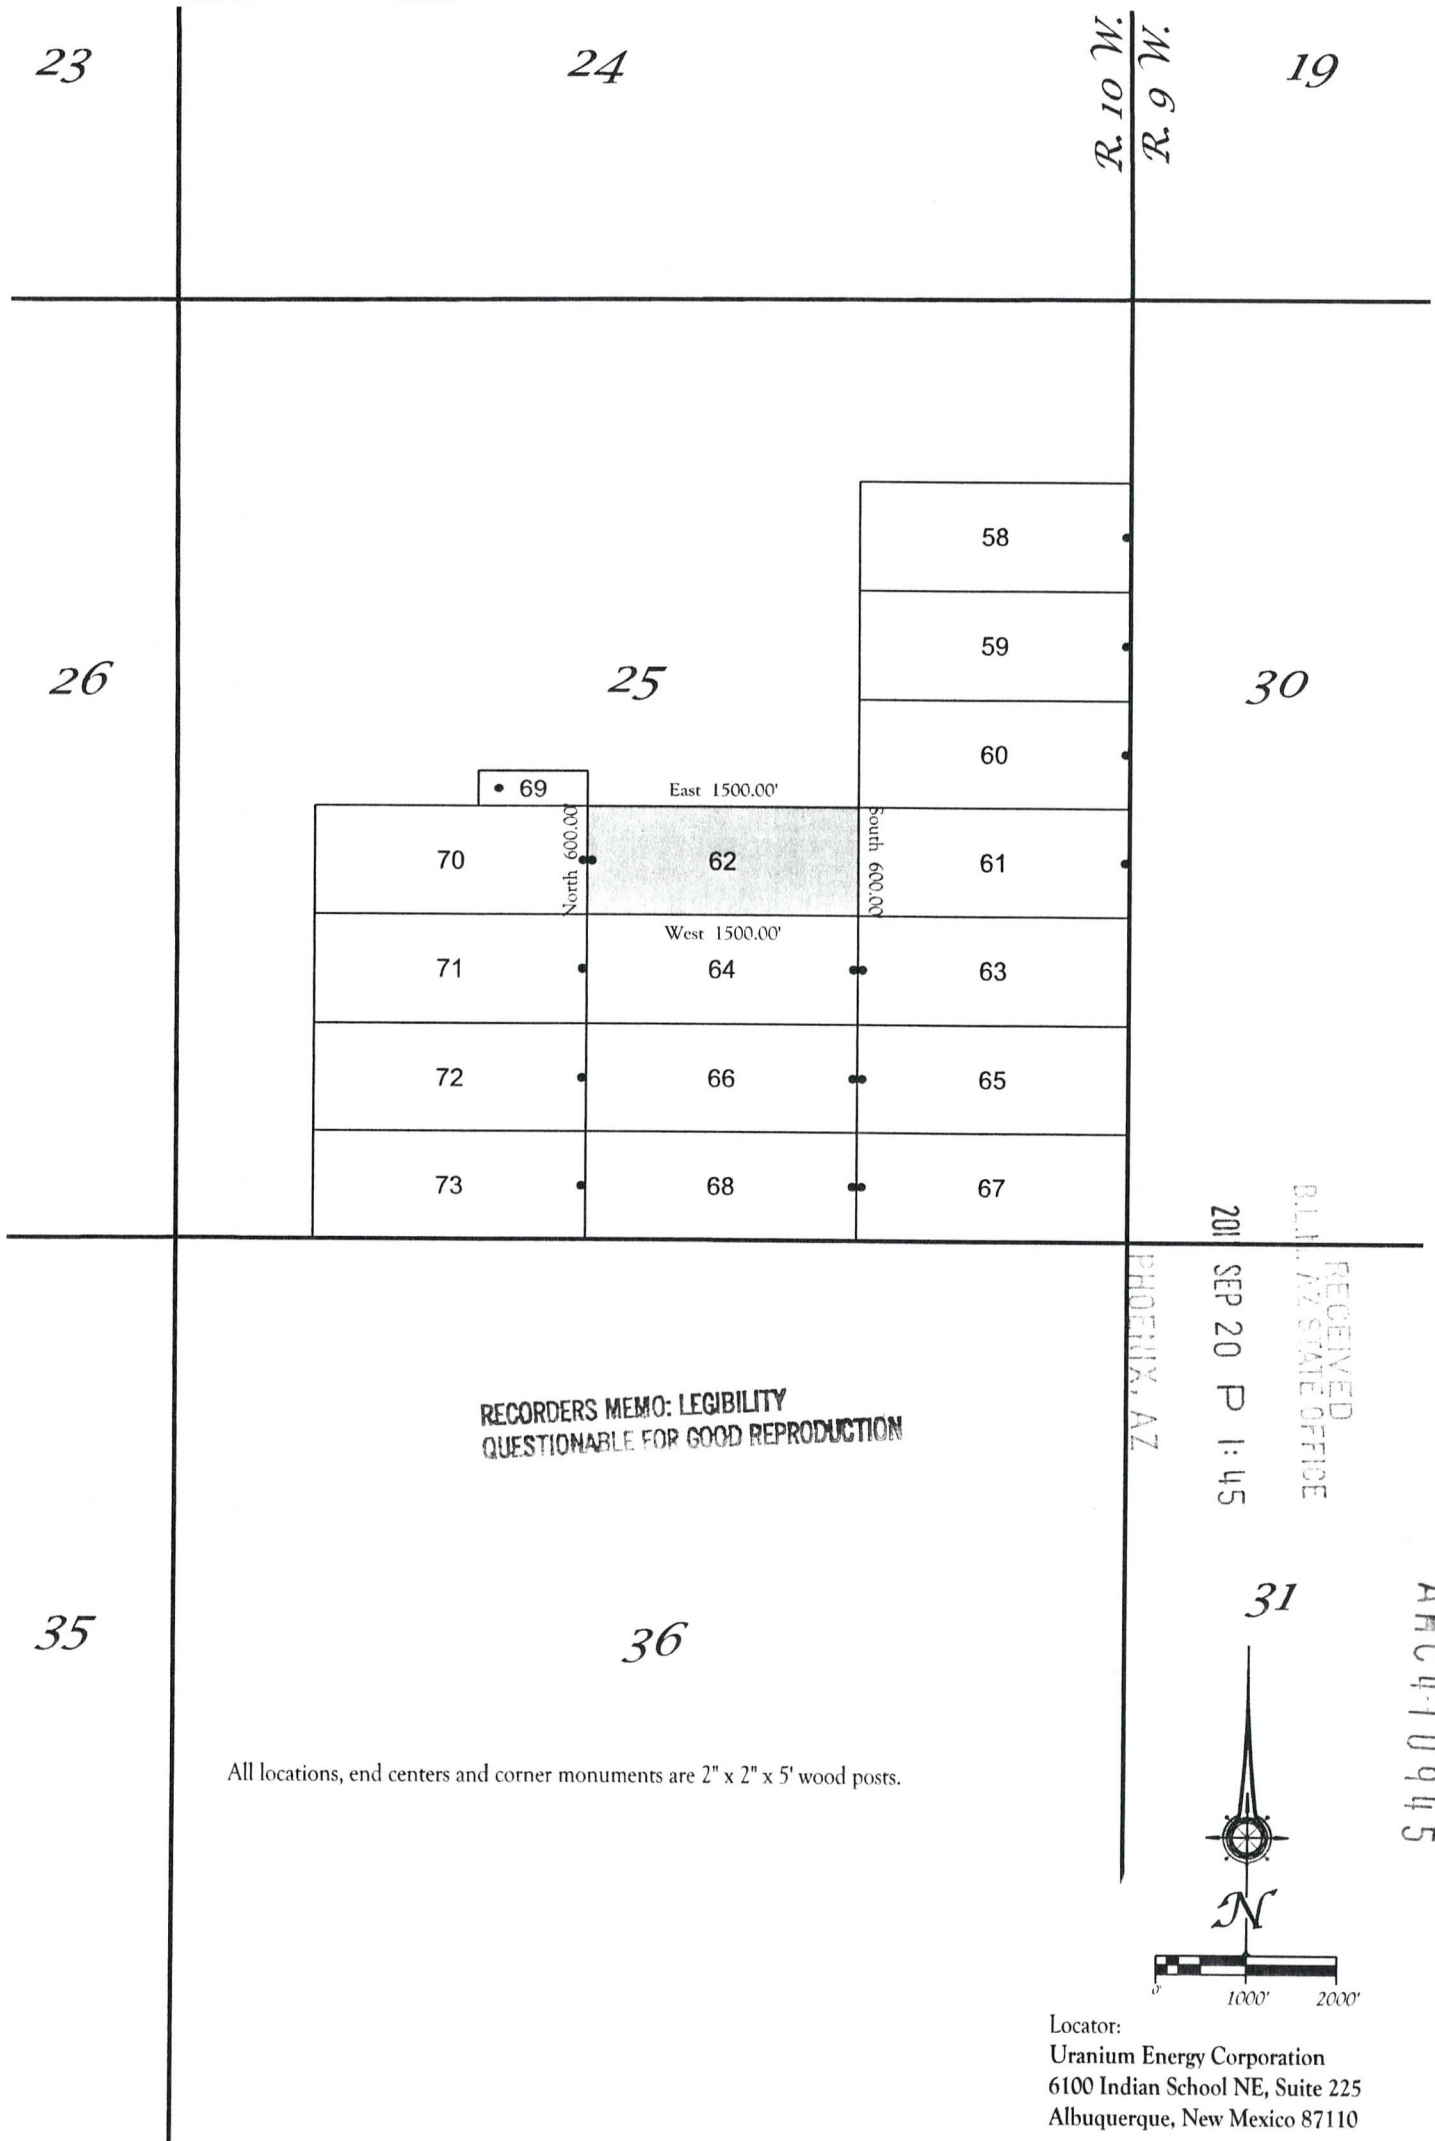 23
24
R. 10 W.
R. 9 W.
19
58
59
26
25
30
60
69
East 1500.00'
70
North 600.00'
62
South 600.00'
61
West 1500.00'
71
64
63
72
66
65
73
68
67
RECEIVED
AZ STATE OFFICE
2011 SEP 20 P 1:45
PHOENIX, AZ
RECORDERS MEMO: LEGIBILITY
QUESTIONABLE FOR GOOD REPRODUCTION
35
36
31
All locations, end centers and corner monuments are 2" x 2" x 5' wood posts.
N
0'
1000'
2000'
Locator:
Uranium Energy Corporation
6100 Indian School NE, Suite 225
Albuquerque, New Mexico 87110